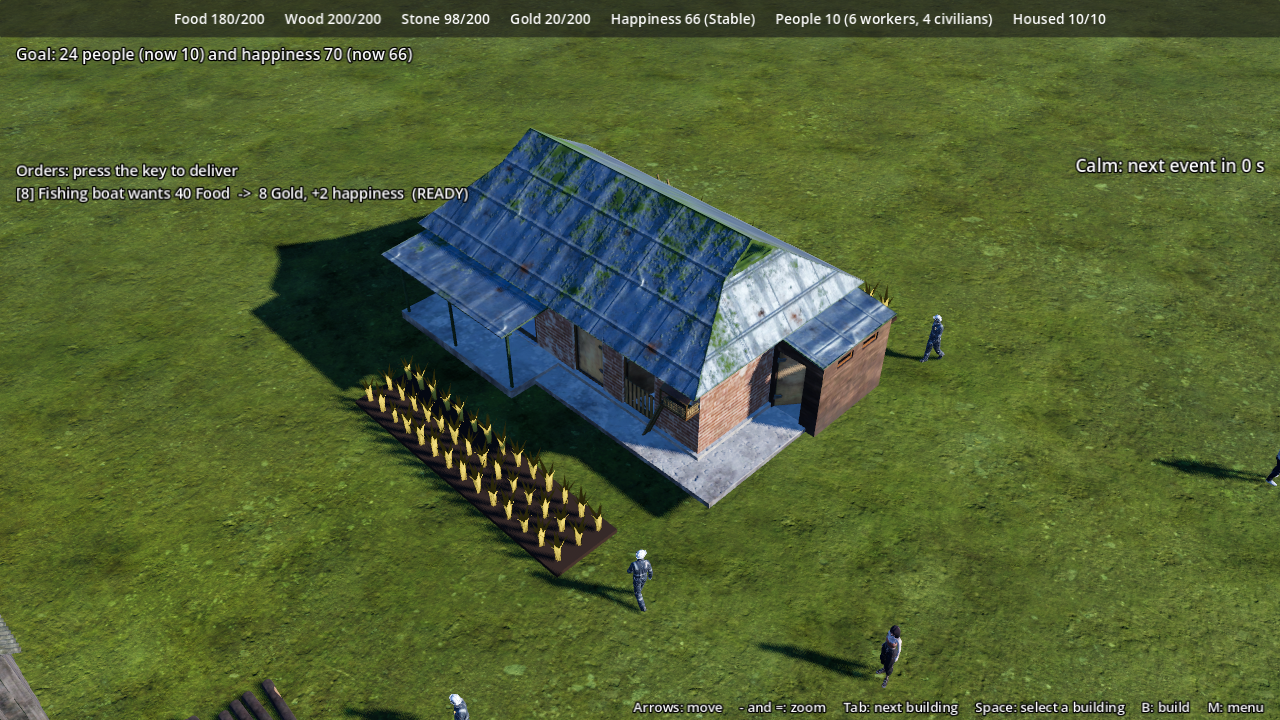 Food 180/200 Wood 200/200 Stone 98/200 Gold 20/200 Happiness 66 (Stable) People 10 (6 workers, 4 civilians) Housed 10/10
Goal: 24 people (now 10) and happiness 70 (now 66)
Calm: next event in 0 s
Orders: press the key to deliver
[8] Fishing boat wants 40 Food -> 8 Gold, +2 happiness (READY)
Arrows: move - and =: zoom Tab: next building Space: select a building B: build M: menu